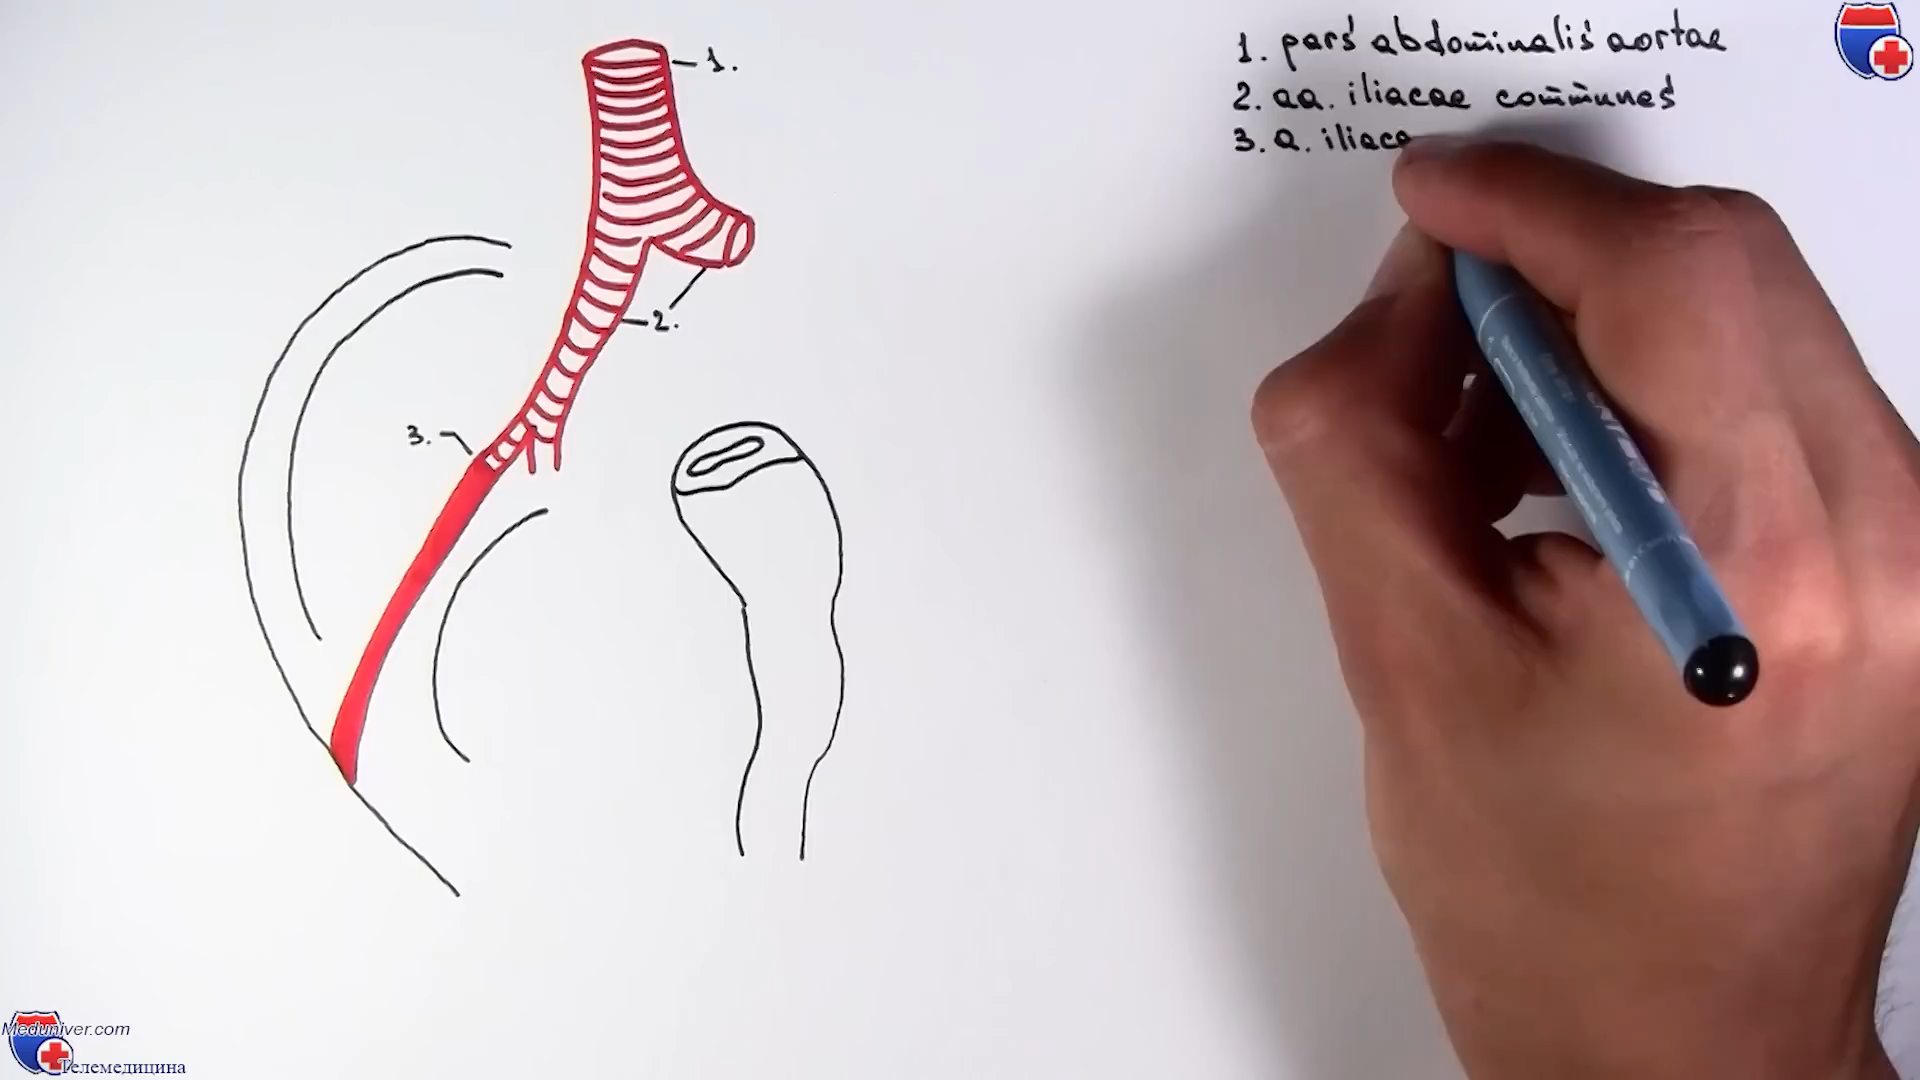 1.
1. pars abdominalis aortae
2. aa. iliacae communes
3. a. iliaca
2.
3.
Meduniver.com
Телемедицина